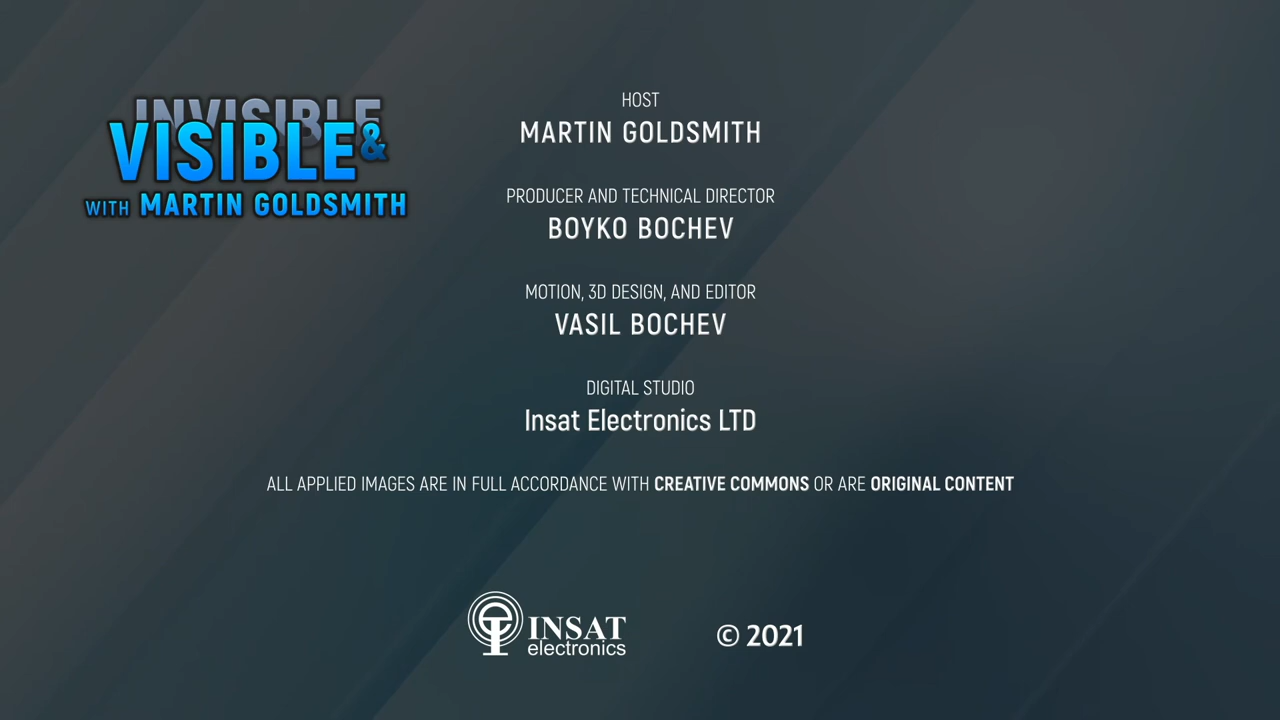 INVISIBLE
VISIBLE &
WITH MARTIN GOLDSMITH
HOST
MARTIN GOLDSMITH
PRODUCER AND TECHNICAL DIRECTOR
BOYKO BOCHEV
MOTION, 3D DESIGN, AND EDITOR
VASIL BOCHEV
DIGITAL STUDIO
Insat Electronics LTD
ALL APPLIED IMAGES ARE IN FULL ACCORDANCE WITH CREATIVE COMMONS OR ARE ORIGINAL CONTENT
INSAT
electronics
© 2021